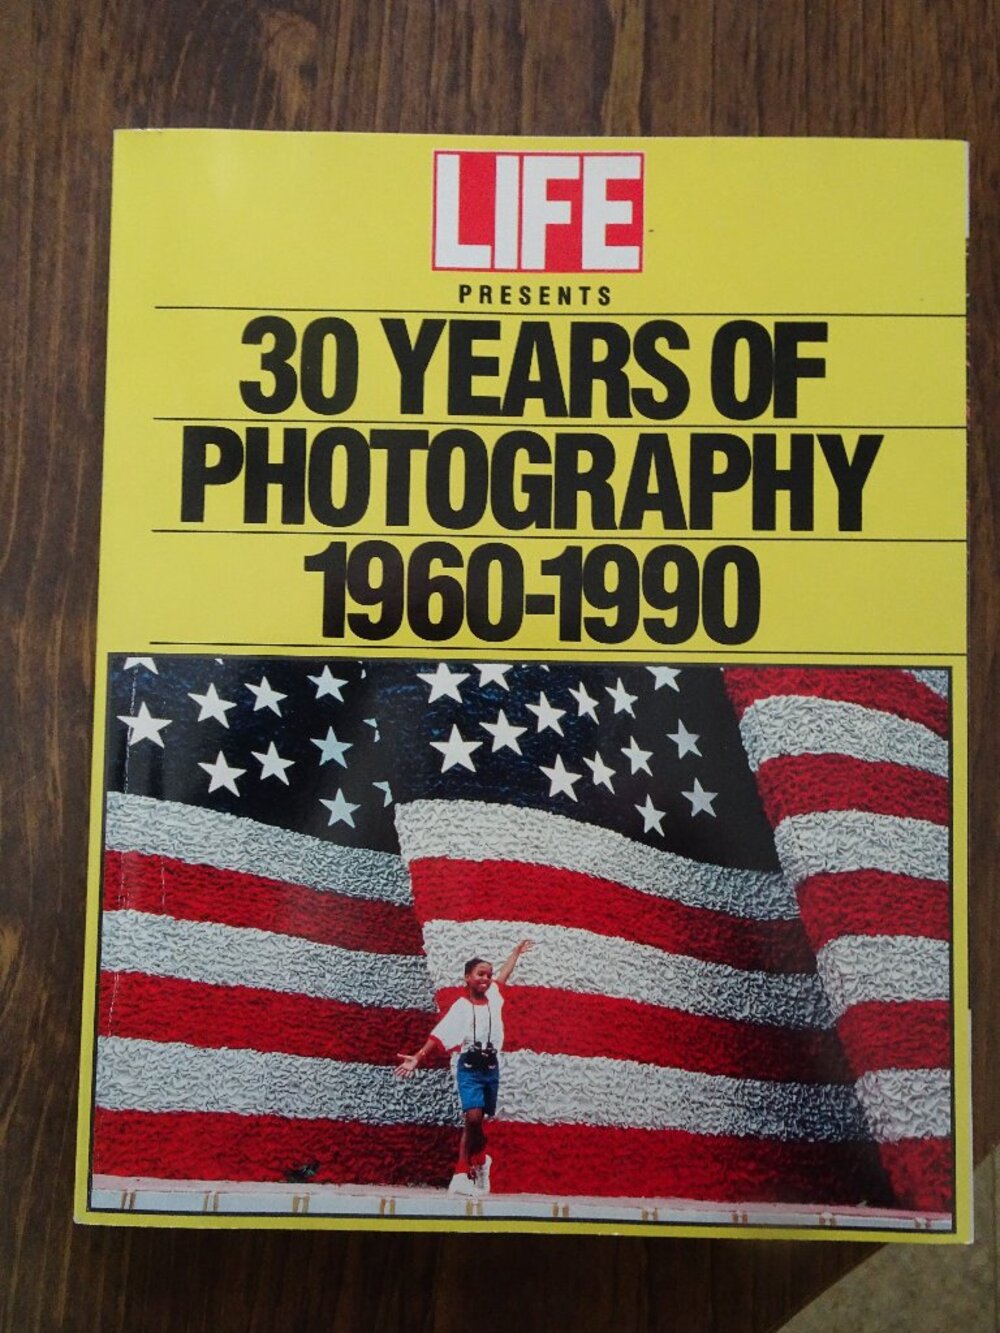 LIFE
PRESENTS
30 YEARS OF
PHOTOGRAPHY
1960-1990